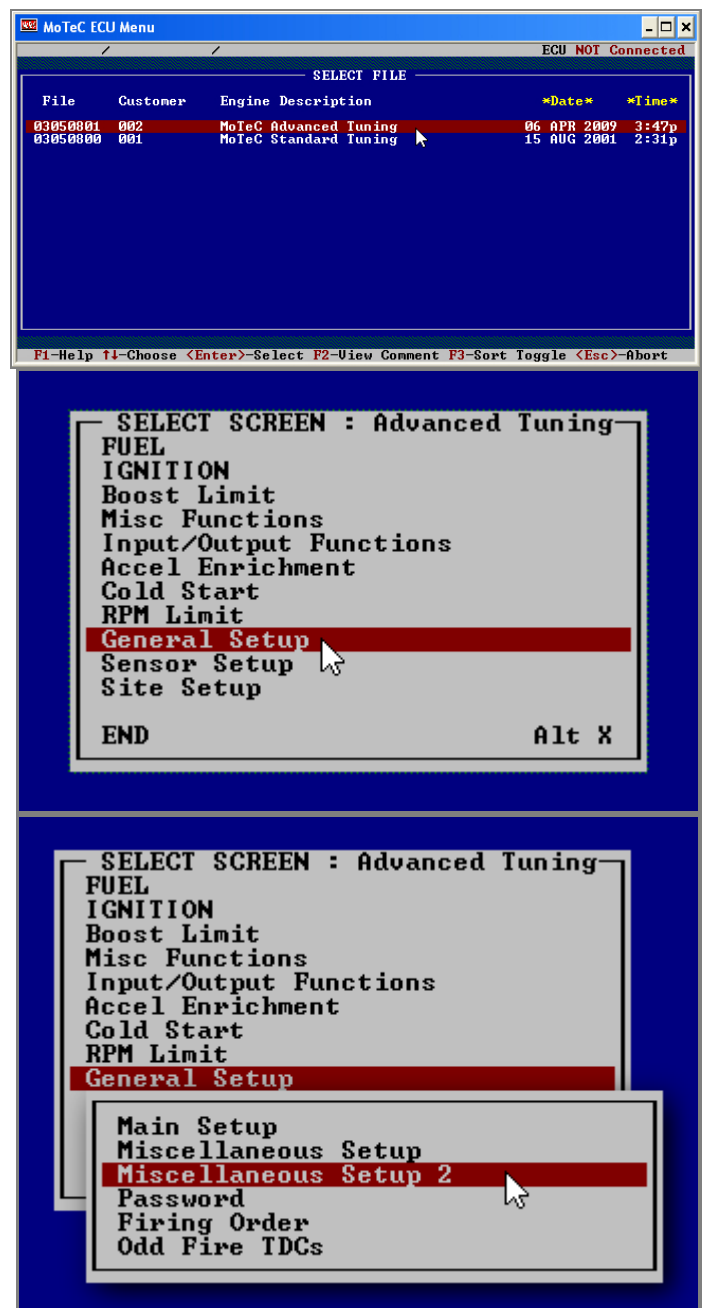 MoTeC ECU Menu
/ / ECU NOT Connected
SELECT FILE
File Customer Engine Description *Date* *Time*
03050801 002 MoTeC Advanced Tuning 06 APR 2009 3:47p
03050800 001 MoTeC Standard Tuning 15 AUG 2001 2:31p
F1-Help ↑↓-Choose <Enter>-Select F2-View Comment F3-Sort Toggle <Esc>-Abort
SELECT SCREEN : Advanced Tuning
FUEL
IGNITION
Boost Limit
Misc Functions
Input/Output Functions
Accel Enrichment
Cold Start
RPM Limit
General Setup
Sensor Setup
Site Setup
END Alt X
SELECT SCREEN : Advanced Tuning
FUEL
IGNITION
Boost Limit
Misc Functions
Input/Output Functions
Accel Enrichment
Cold Start
RPM Limit
General Setup
Main Setup
Miscellaneous Setup
Miscellaneous Setup 2
Password
Firing Order
Odd Fire TDCs